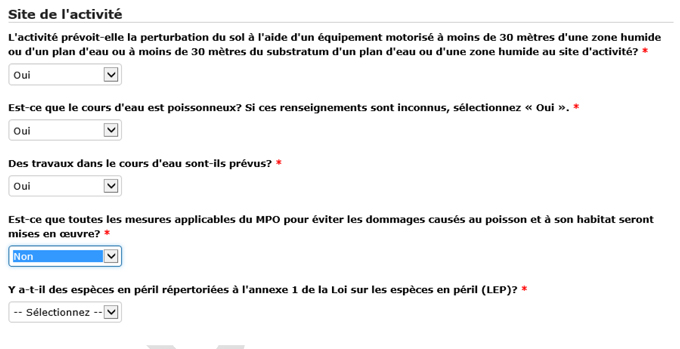 Site de l'activité
L'activité prévoit-elle la perturbation du sol à l'aide d'un équipement motorisé à moins de 30 mètres d'une zone humide
ou d'un plan d'eau ou à moins de 30 mètres du substratum d'un plan d'eau ou d'une zone humide au site d'activité? *
Oui
Est-ce que le cours d'eau est poissonneux? Si ces renseignements sont inconnus, sélectionnez « Oui ». *
Oui
Des travaux dans le cours d'eau sont-ils prévus? *
Oui
Est-ce que toutes les mesures applicables du MPO pour éviter les dommages causés au poisson et à son habitat seront
mises en œuvre? *
Non
Y a-t-il des espèces en péril répertoriées à l'annexe 1 de la Loi sur les espèces en péril (LEP)? *
-- Sélectionnez --